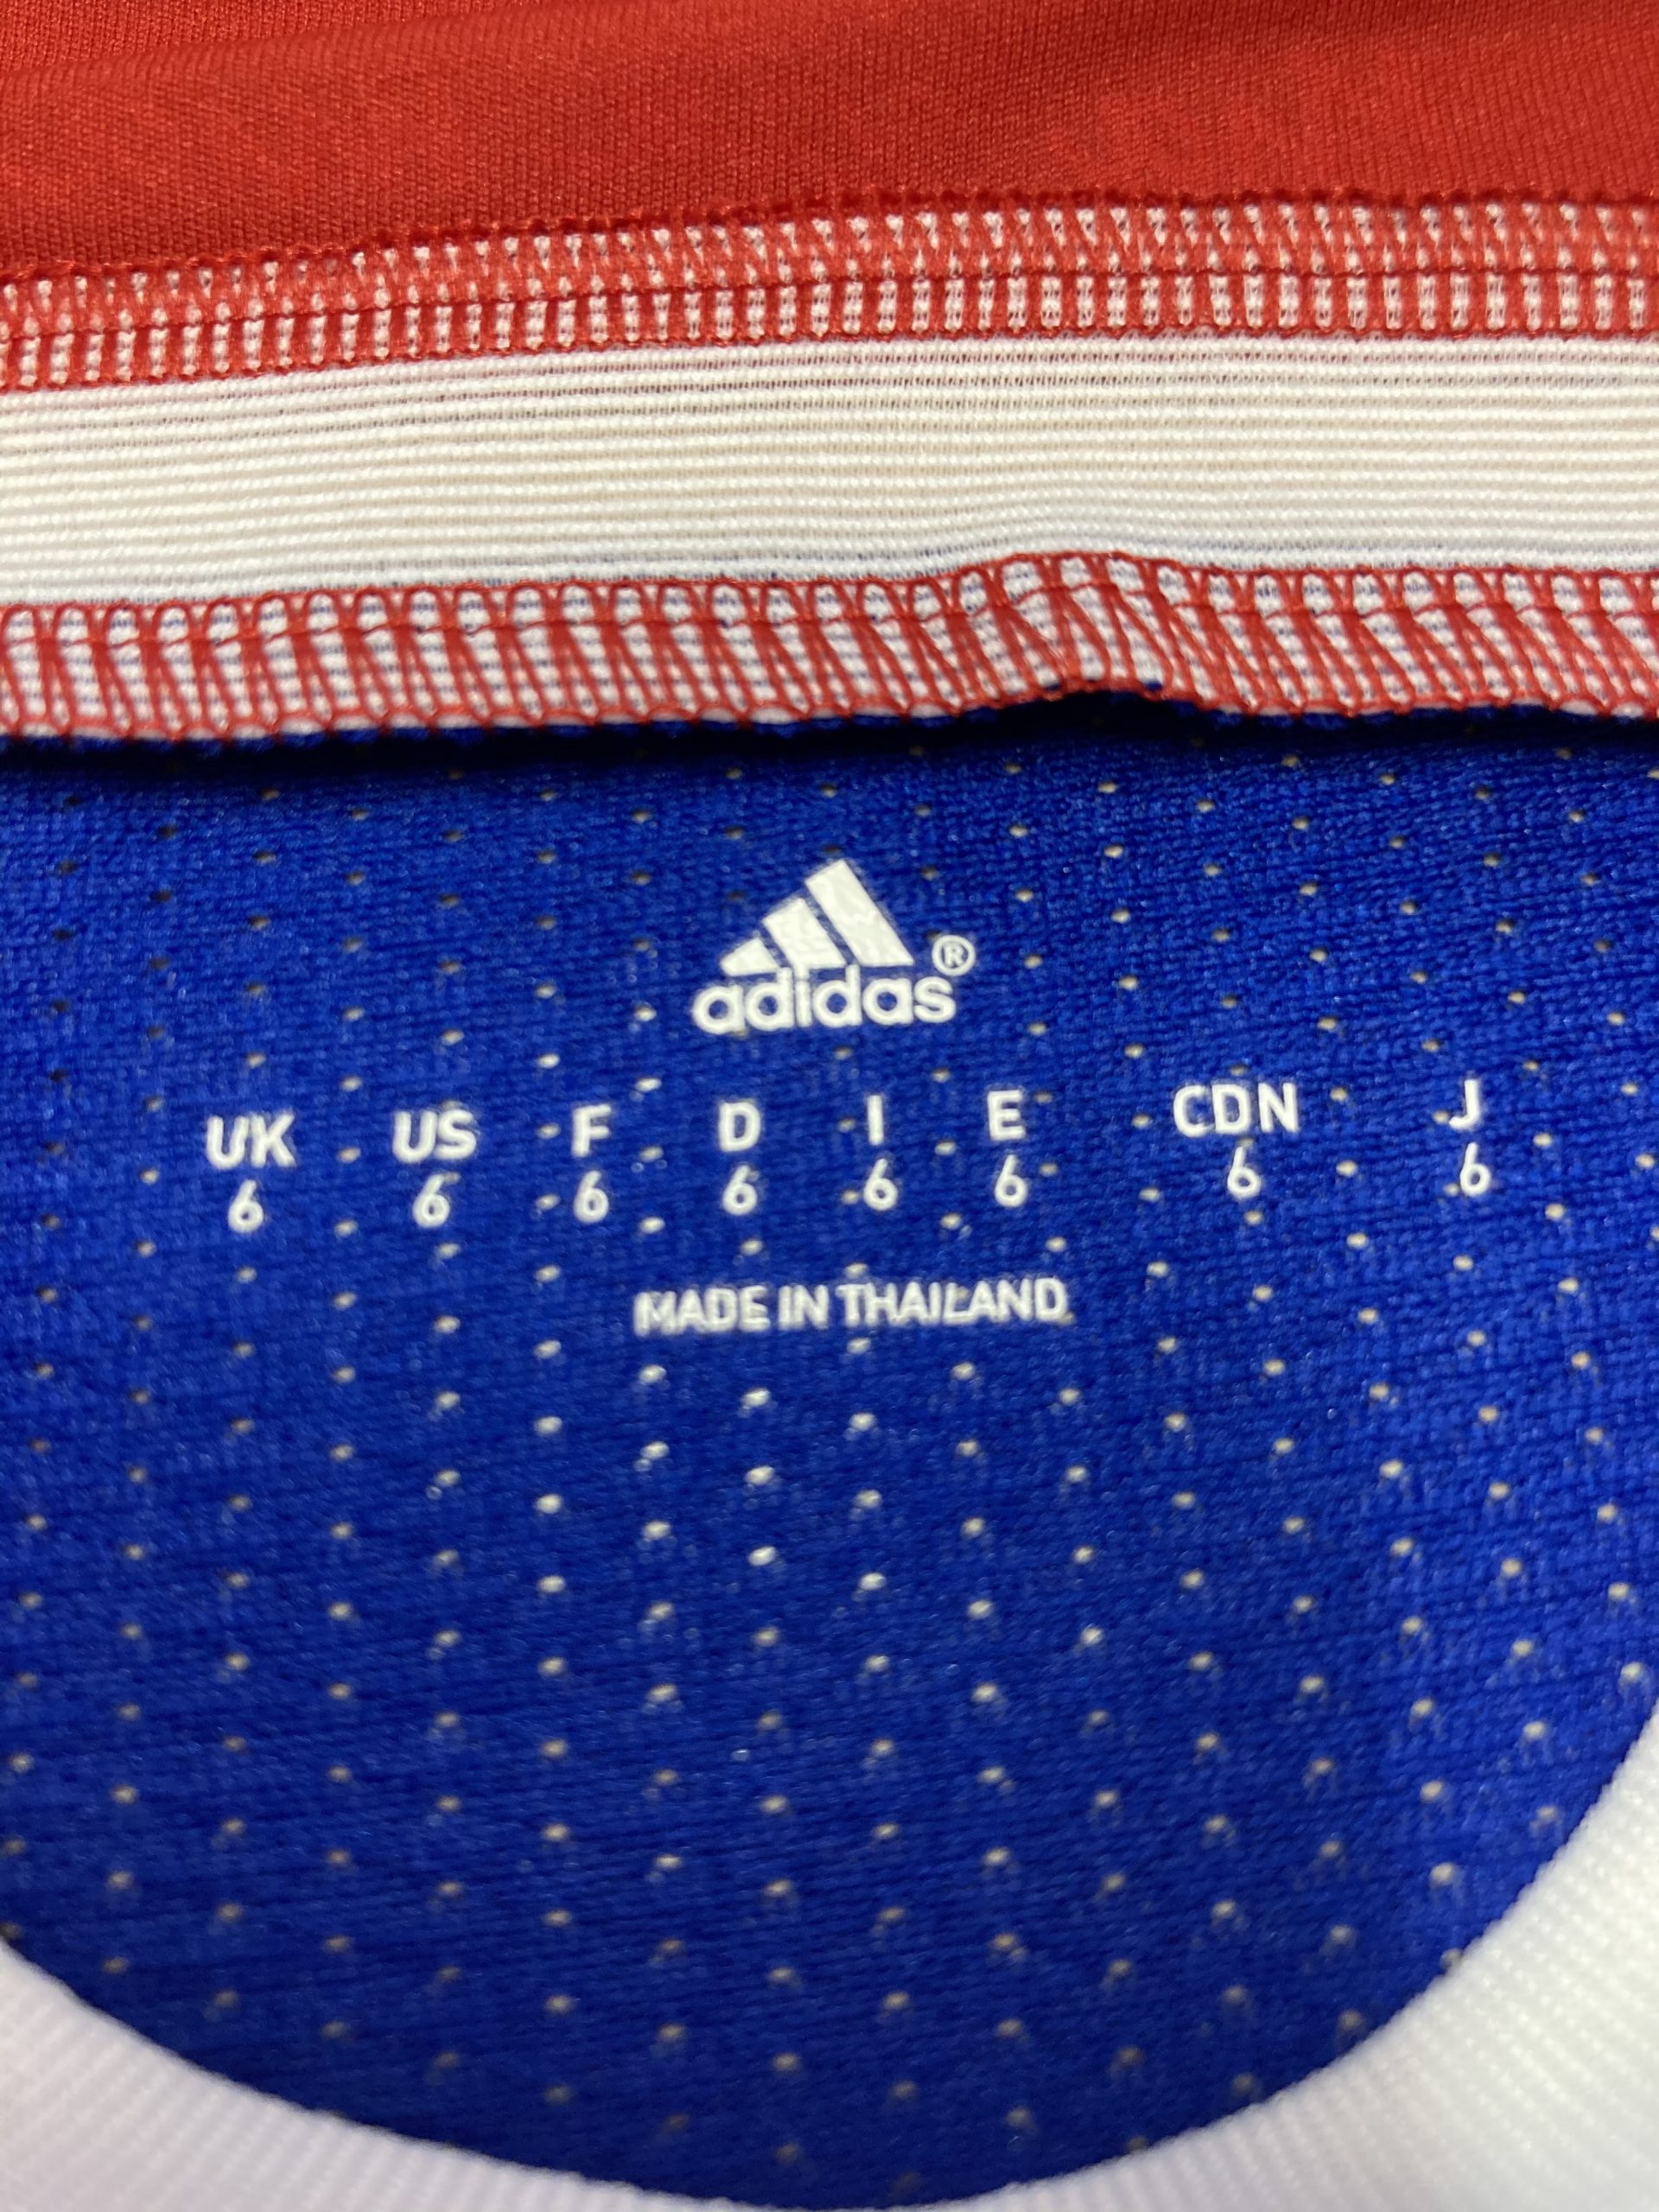 adidas®
UK US F D I E CDN J
6 6 6 6 6 6 6 6
MADE IN THAILAND